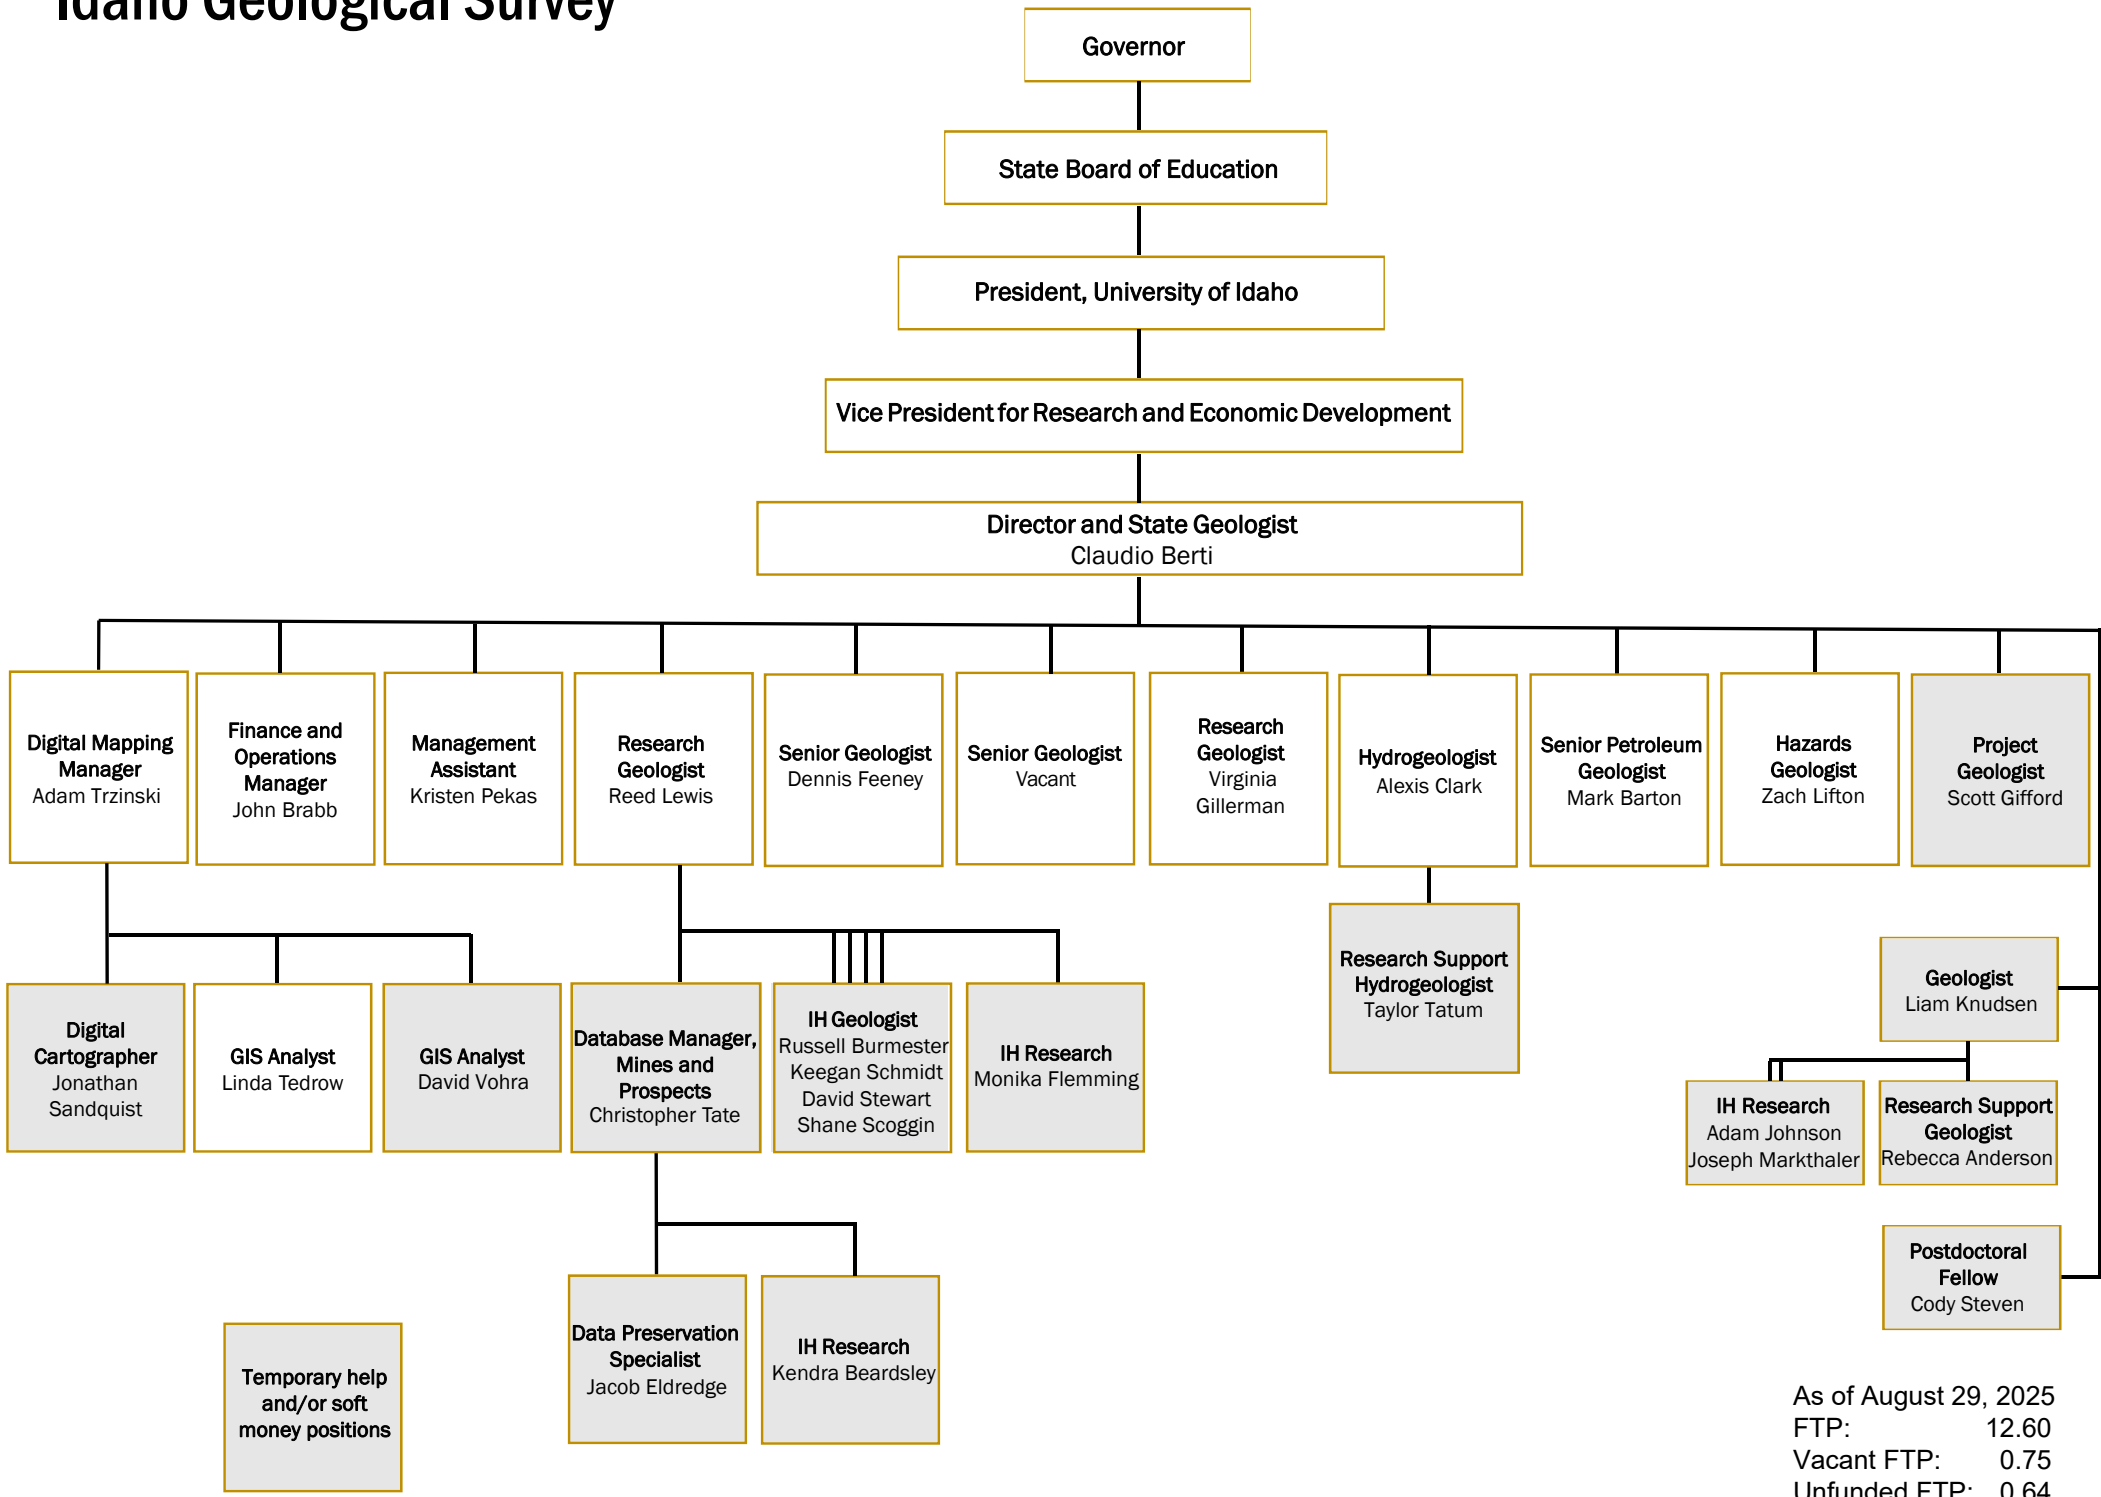 Idaho Geological Survey
Governor
State Board of Education
President, University of Idaho
Vice President for Research and Economic Development
Director and State Geologist
Claudio Berti
Digital Mapping
Manager
Adam Trzinski
Finance and
Operations
Manager
John Brabb
Management
Assistant
Kristen Pekas
Research
Geologist
Reed Lewis
Senior Geologist
Dennis Feeney
Senior Geologist
Vacant
Research
Geologist
Virginia
Gillerman
Hydrogeologist
Alexis Clark
Senior Petroleum
Geologist
Mark Barton
Hazards
Geologist
Zach Lifton
Project
Geologist
Scott Gifford
Digital
Cartographer
Jonathan
Sandquist
GIS Analyst
Linda Tedrow
GIS Analyst
David Vohra
Database Manager,
Mines and
Prospects
Christopher Tate
IH Geologist
Russell Burmester
Keegan Schmidt
David Stewart
Shane Scoggin
IH Research
Monika Flemming
Research Support
Hydrogeologist
Taylor Tatum
Geologist
Liam Knudsen
IH Research
Adam Johnson
Joseph Markthaler
Research Support
Geologist
Rebecca Anderson
Postdoctoral
Fellow
Cody Steven
Data Preservation
Specialist
Jacob Eldredge
IH Research
Kendra Beardsley
Temporary help
and/or soft
money positions
As of August 29, 2025
FTP: 12.60
Vacant FTP: 0.75
Unfunded FTP: 0.64